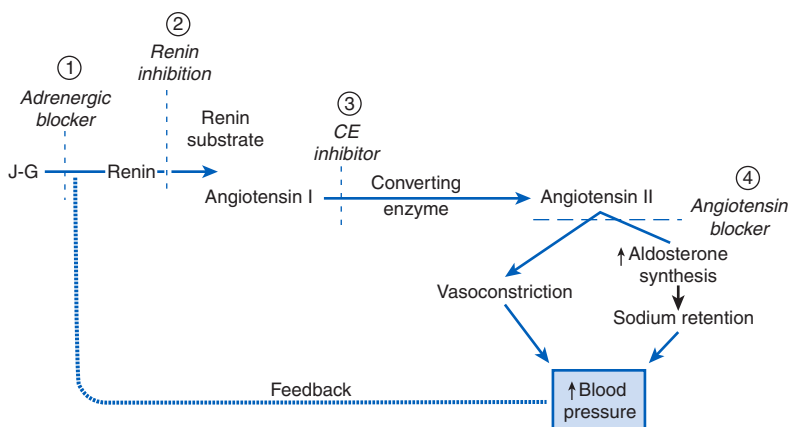 ①
Adrenergic
blocker
②
Renin
inhibition
Renin
substrate
③
CE
inhibitor
④
Angiotensin
blocker
J-G
Renin
Angiotensin I
Converting
enzyme
Angiotensin II
Vasoconstriction
↑Aldosterone
synthesis
Sodium retention
Feedback
↑Blood
pressure